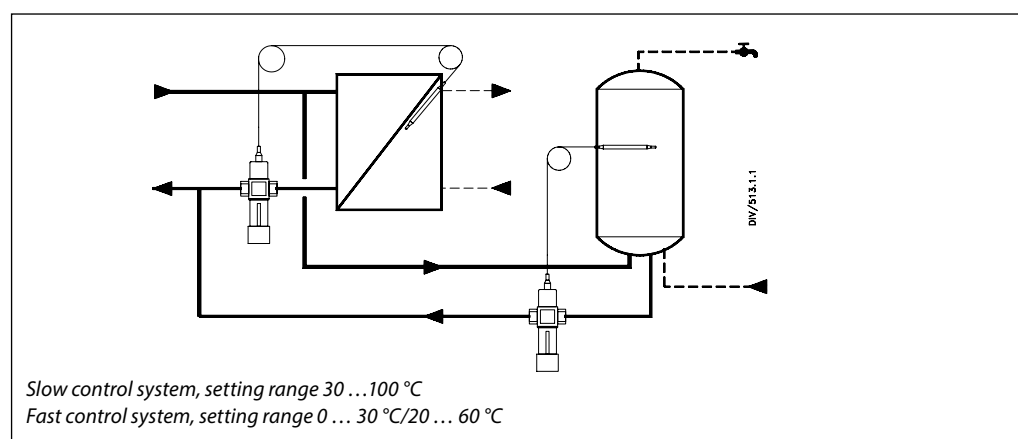 DIV/513.1.1
Slow control system, setting range 30 …100 °C
Fast control system, setting range 0 … 30 °C/20 … 60 °C